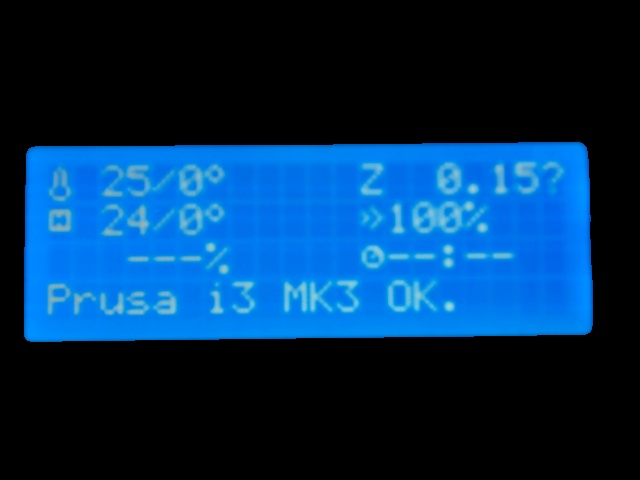 25/0° Z 0.15?
24/0° »100%
---% --:--
Prusa i3 MK3 OK.